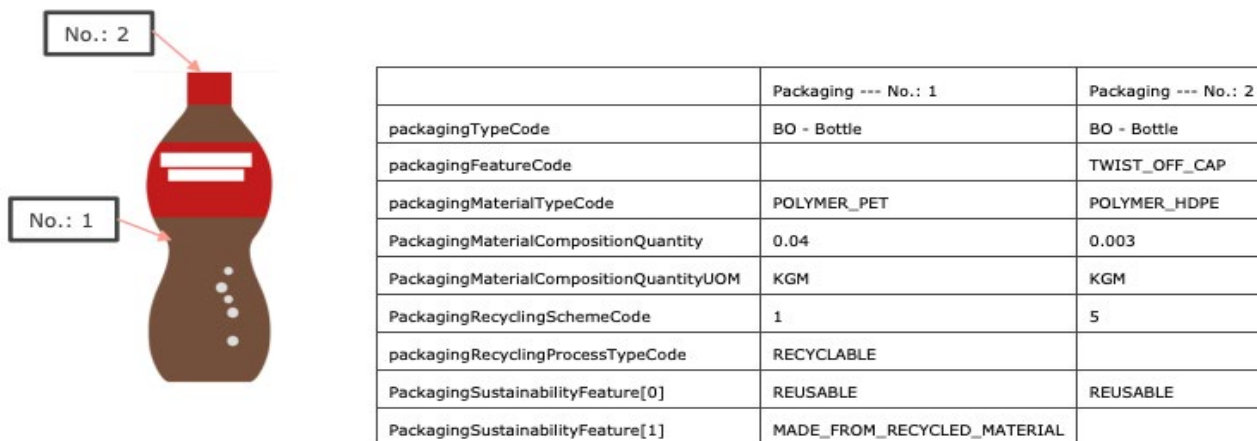 No.: 2
No.: 1
Packaging --- No.: 1 Packaging --- No.: 2
packagingTypeCode BO - Bottle BO - Bottle
packagingFeatureCode TWIST_OFF_CAP
packagingMaterialTypeCode POLYMER_PET POLYMER_HDPE
PackagingMaterialCompositionQuantity 0.04 0.003
PackagingMaterialCompositionQuantityUOM KGM KGM
PackagingRecyclingSchemeCode 1 5
packagingRecyclingProcessTypeCode RECYCLABLE
PackagingSustainabilityFeature[0] REUSABLE REUSABLE
PackagingSustainabilityFeature[1] MADE_FROM_RECYCLED_MATERIAL